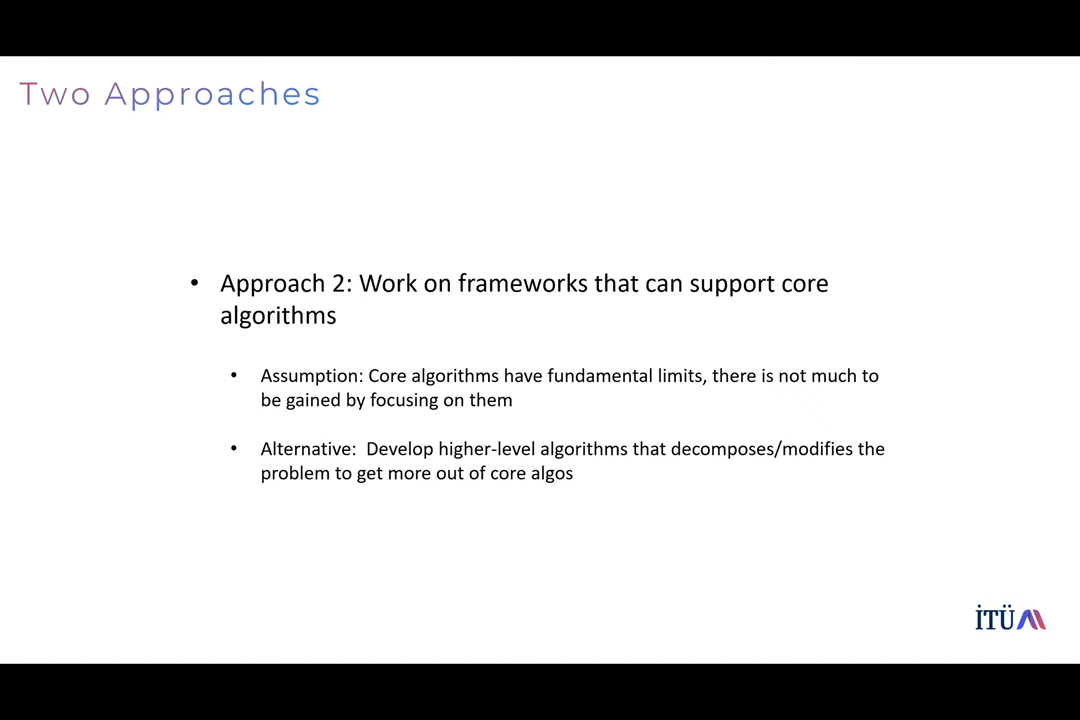 Two Approaches
• Approach 2: Work on frameworks that can support core
algorithms
• Assumption: Core algorithms have fundamental limits, there is not much to
be gained by focusing on them
• Alternative:  Develop higher-level algorithms that decomposes/modifies the
problem to get more out of core algos
İTÜ